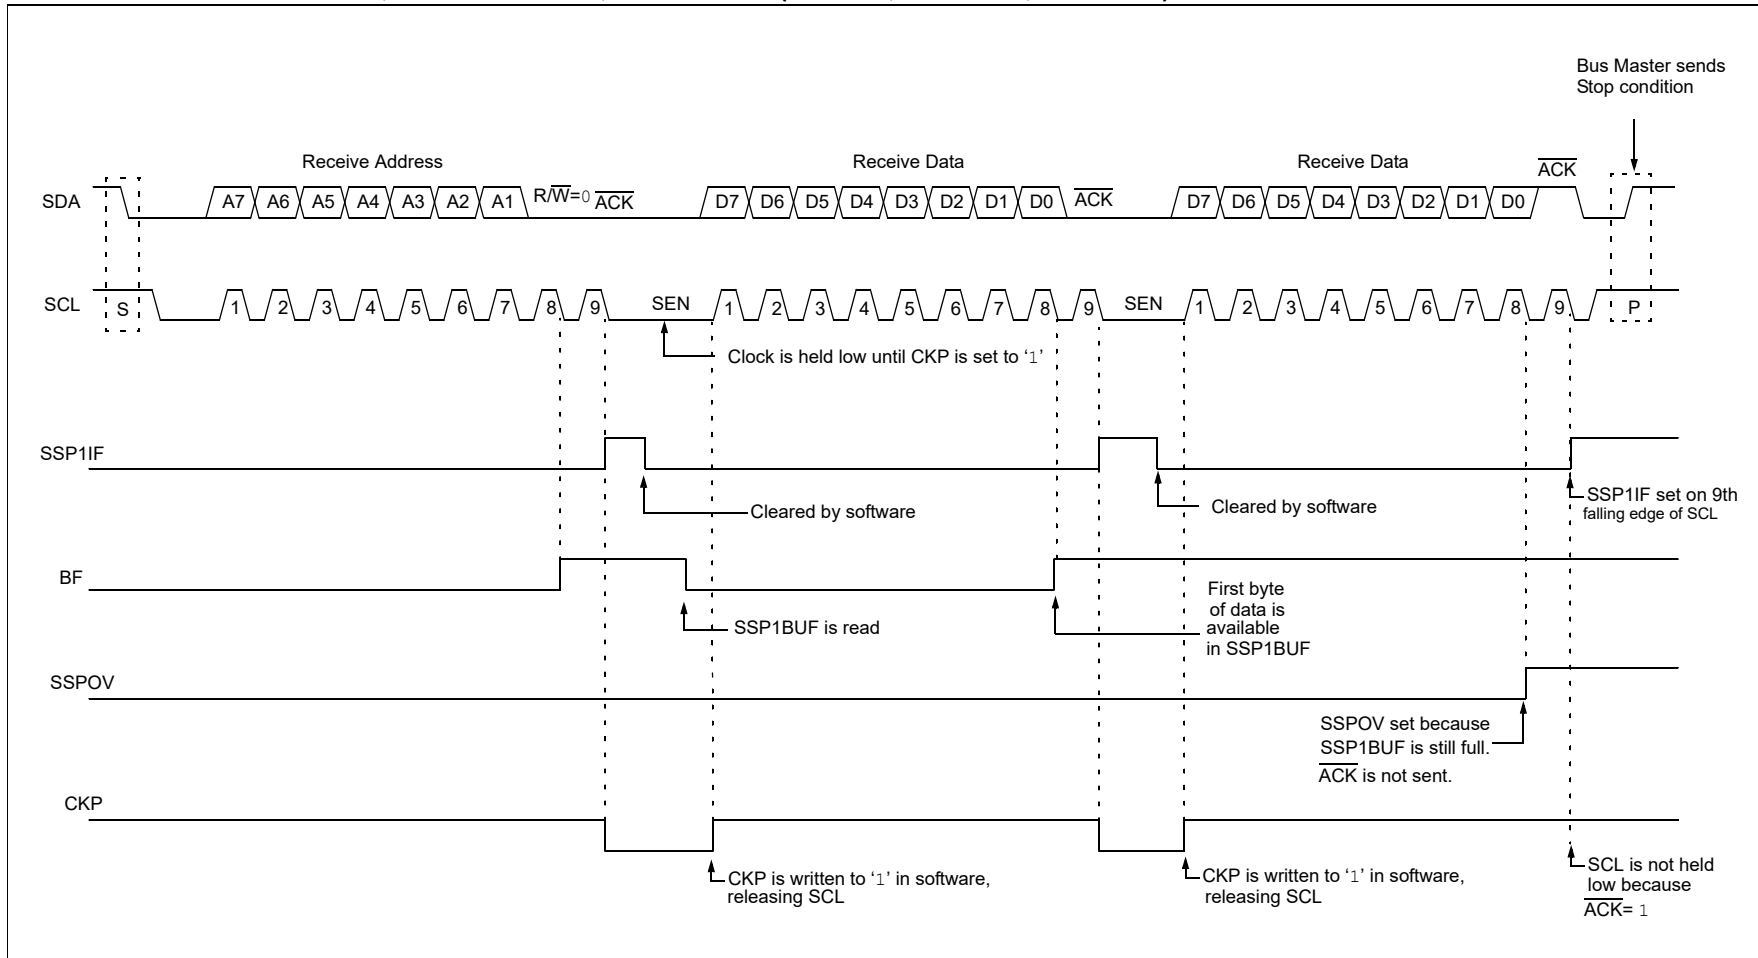 Bus Master sends
Stop condition
Receive Address
Receive Data
Receive Data
ACK
SDA
A7 A6 A5 A4 A3 A2 A1 R/W=0 ACK
D7 D6 D5 D4 D3 D2 D1 D0 ACK
D7 D6 D5 D4 D3 D2 D1 D0
SCL
S
1 2 3 4 5 6 7 8 9 SEN
1 2 3 4 5 6 7 8 9 SEN
1 2 3 4 5 6 7 8 9
P
Clock is held low until CKP is set to ‘1’
SSP1IF
Cleared by software
Cleared by software
SSP1IF set on 9th
falling edge of SCL
BF
SSP1BUF is read
First byte
of data is
available
in SSP1BUF
SSPOV
SSPOV set because
SSP1BUF is still full.
ACK is not sent.
CKP
CKP is written to ‘1’ in software,
releasing SCL
CKP is written to ‘1’ in software,
releasing SCL
SCL is not held
low because
ACK= 1